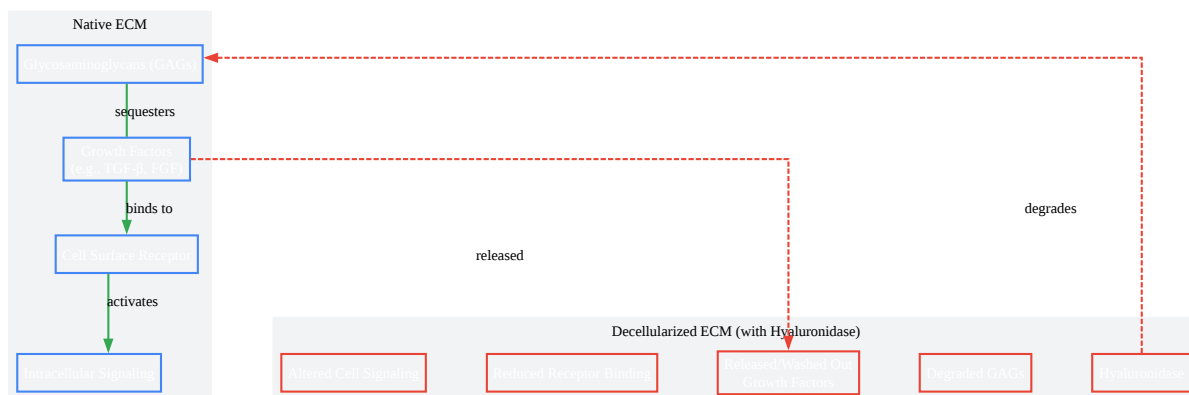 Native ECM
Glycosaminoglycans (GAGs)
sequesters
Growth Factors
(e.g., TGF-β, FGF)
binds to
degrades
Cell Surface Receptor
released
activates
Decellularized ECM (with Hyaluronidase)
Intracellular Signaling
Altered Cell Signaling
Reduced Receptor Binding
Released/Washed Out
Growth Factors
Degraded GAGs
Hyaluronidase